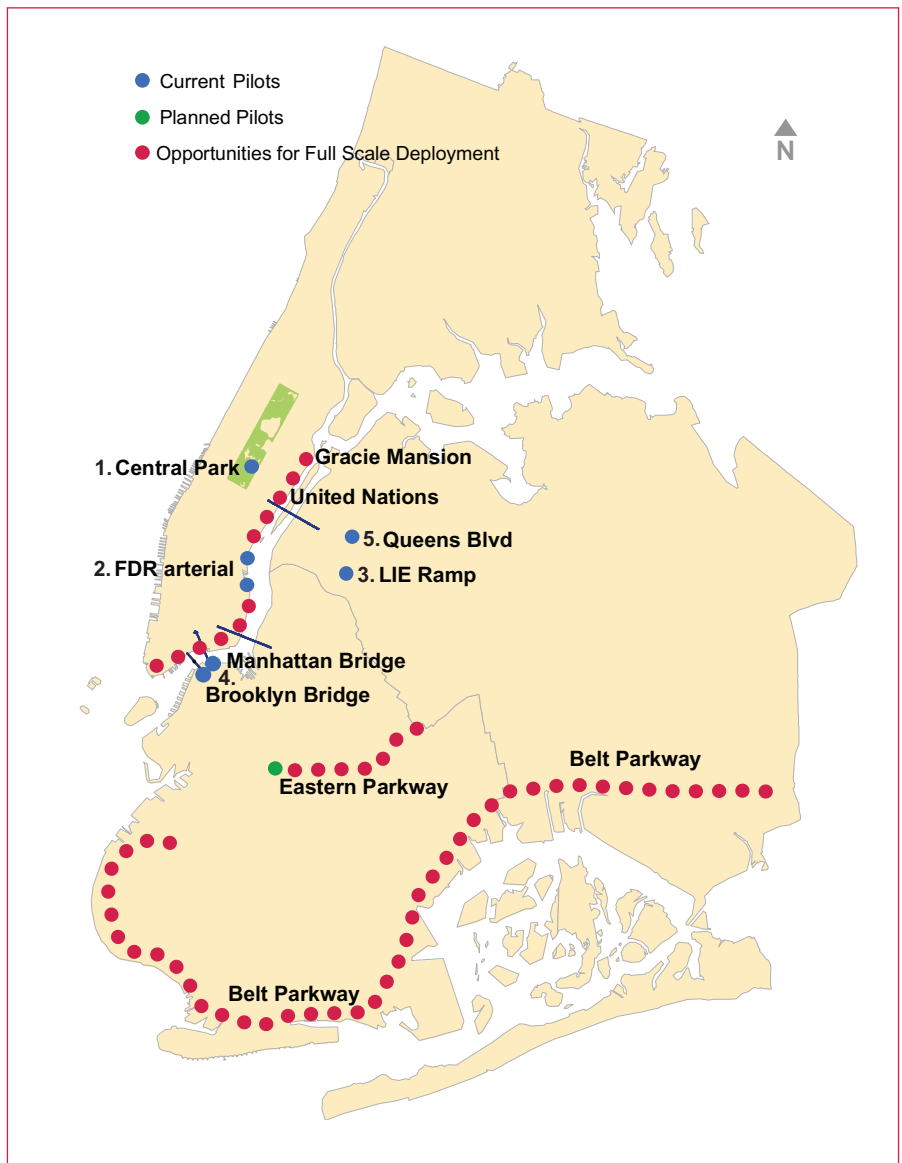 Current Pilots
Planned Pilots
Opportunities for Full Scale Deployment
N
Gracie Mansion
1. Central Park
United Nations
5. Queens Blvd
2. FDR arterial
3. LIE Ramp
Manhattan Bridge
4.
Brooklyn Bridge
Belt Parkway
Eastern Parkway
Belt Parkway